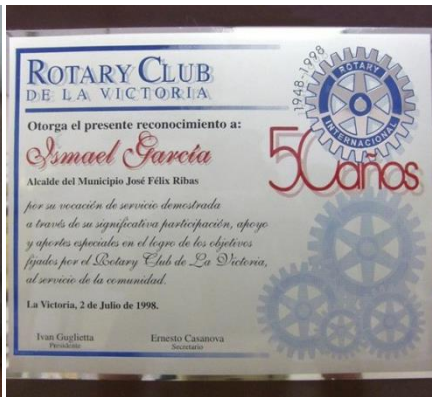 ROTARY CLUB
DE LA VICTORIA
1948-1998
ROTARY
INTERNACIONAL
50 años
Otorga el presente reconocimiento a:
Ismael García
Alcalde del Municipio José Félix Ribas
por su vocación de servicio demostrada
a través de su significativa participación, apoyo
y aportes especiales en el logro de los objetivos
fijados por el Rotary Club de La Victoria,
al servicio de la comunidad.
La Victoria, 2 de Julio de 1998.
Ivan Guglietta
Presidente
Ernesto Casanova
Secretario